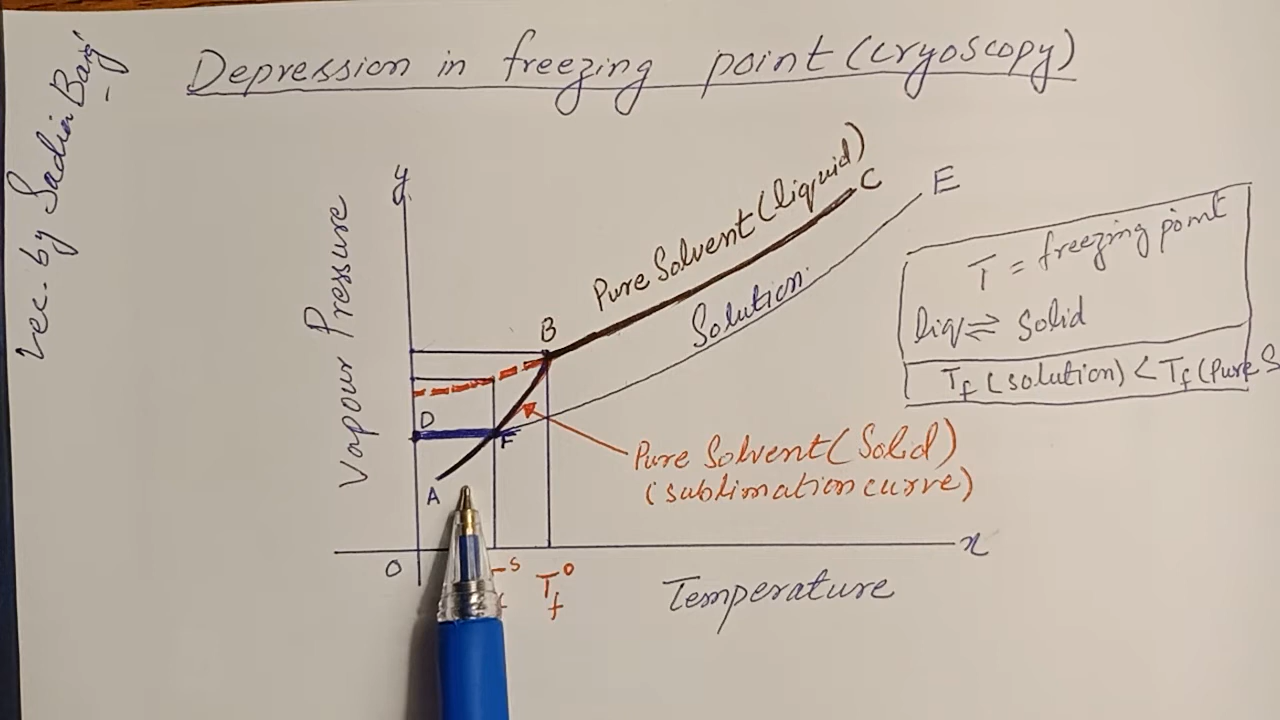 Depression in freezing point (cryoscopy)
Lec. by Sadia
y
Vapour Pressure
Pure Solvent (liquid)
C
E
Solution
B
D
F
A
Pure Solvent (Solid)
(sublimation curve)
O
x
Tf°
Temperature
T = freezing point
liq ⇌ Solid
Tf (solution) < Tf (Pure S